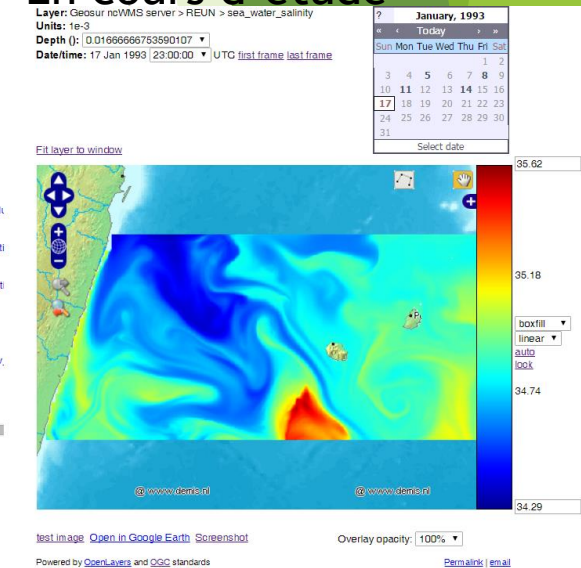 En cours d'étude
Layer: Geosur ncWMS server > REUN > sea_water_salinity
Units: 1e-3
Depth (): 0.01666666753590107
Date/time: 17 Jan 1993 23:00:00 UTC first frame last frame
? January, 1993
« ‹ Today › »
Sun Mon Tue Wed Thu Fri Sat
1 2
3 4 5 6 7 8 9
10 11 12 13 14 15 16
17 18 19 20 21 22 23
24 25 26 27 28 29 30
31
Select date
Fit layer to window
35.62
35.18
boxfill
linear
auto
lock
34.74
34.29
@ www.demis.nl @ www.demis.nl
test image Open in Google Earth Screenshot
Overlay opacity: 100%
Powered by OpenLayers and OGC standards
Permalink | email